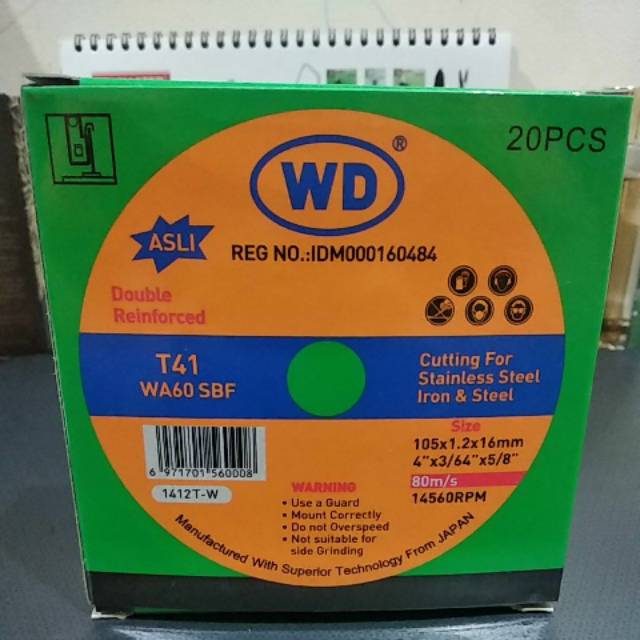 20PCS
WD®
ASLI
REG NO.:IDM000160484
Double
Reinforced
T41
WA60 SBF
Cutting For
Stainless Steel
Iron & Steel
Size
105x1.2x16mm
4"x3/64"x5/8"
80m/s
14560RPM
6 971701 560008
1412T-W
WARNING
• Use a Guard
• Mount Correctly
• Do not Overspeed
• Not suitable for
side Grinding
Manufactured With Superior Technology From JAPAN